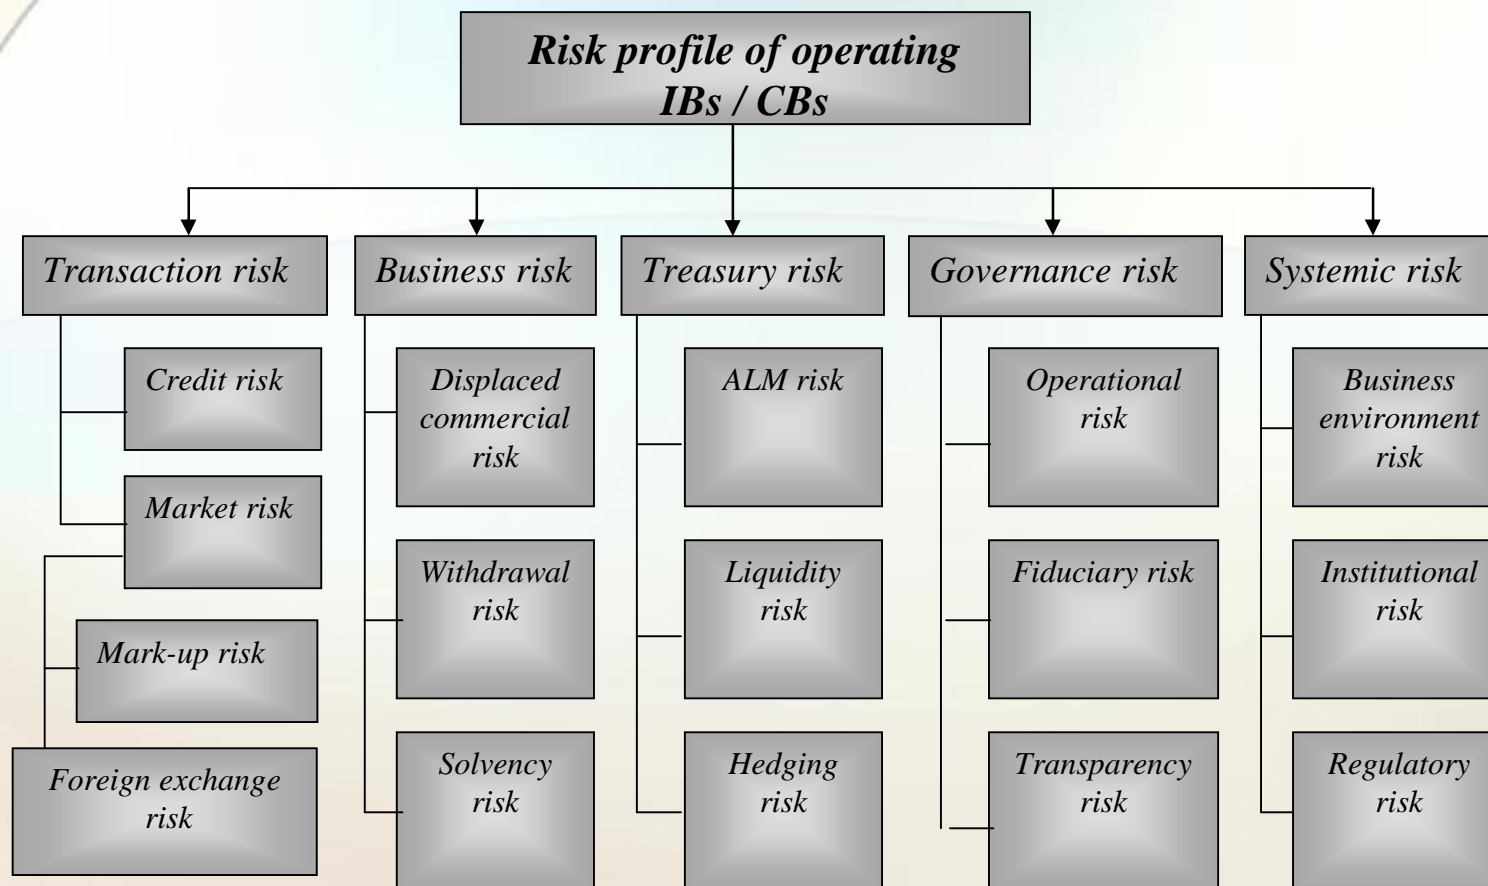 Risk profile of operating
IBs / CBs
Transaction risk
Business risk
Treasury risk
Governance risk
Systemic risk
Credit risk
Market risk
Mark-up risk
Foreign exchange
risk
Displaced
commercial
risk
Withdrawal
risk
Solvency
risk
ALM risk
Liquidity
risk
Hedging
risk
Operational
risk
Fiduciary risk
Transparency
risk
Business
environment
risk
Institutional
risk
Regulatory
risk